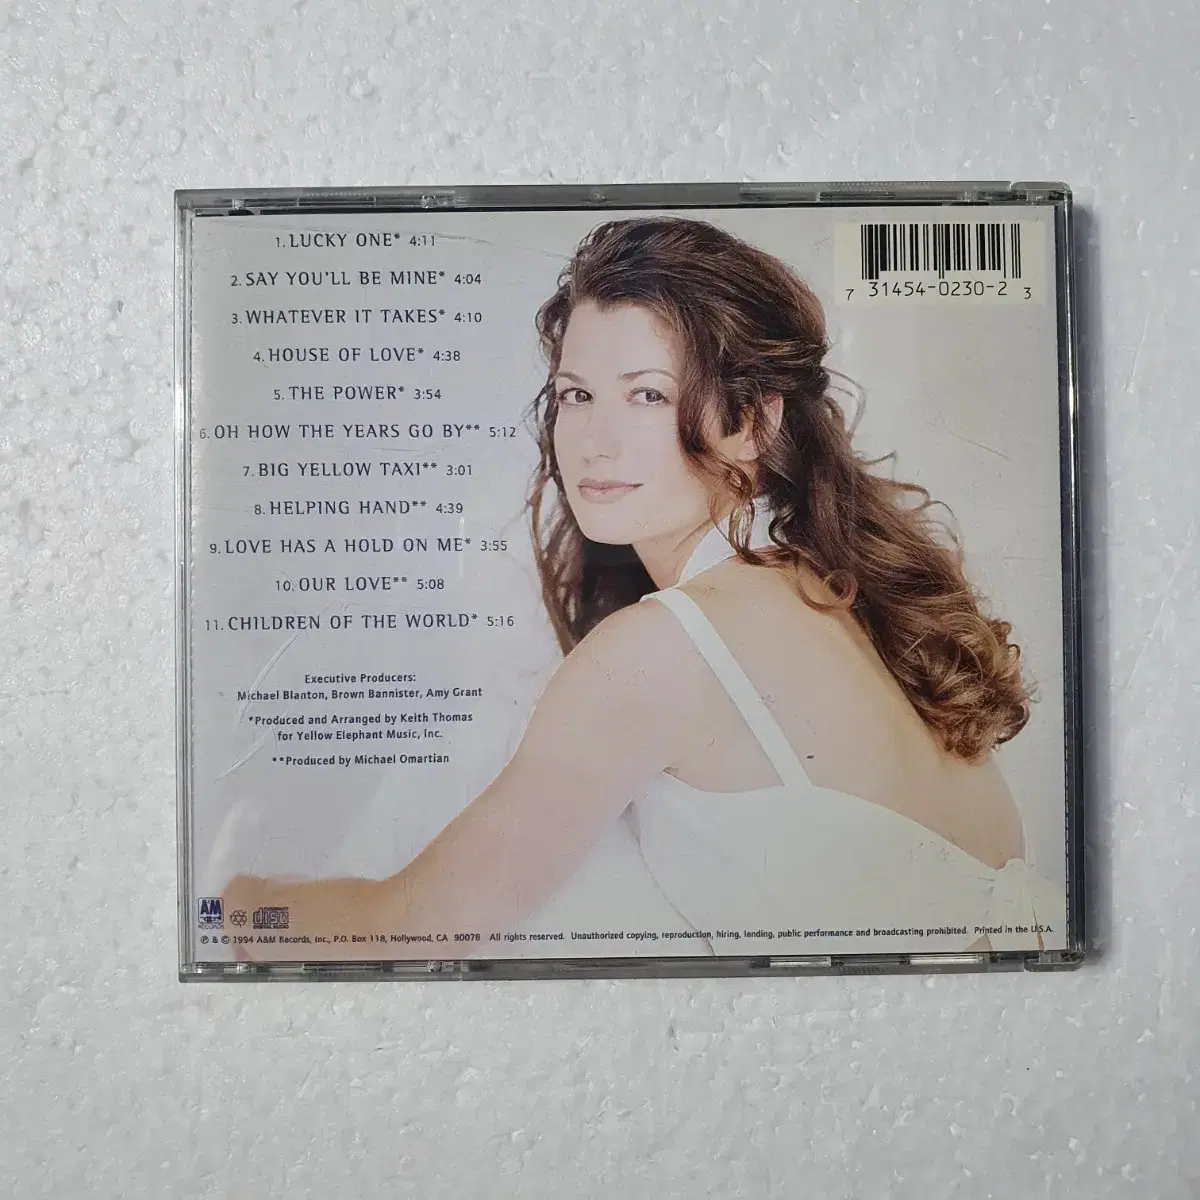 1. LUCKY ONE* 4:11
2. SAY YOU'LL BE MINE* 4:04
3. WHATEVER IT TAKES* 4:10
4. HOUSE OF LOVE* 4:38
5. THE POWER* 3:54
6. OH HOW THE YEARS GO BY** 5:12
7. BIG YELLOW TAXI** 3:01
8. HELPING HAND** 4:39
9. LOVE HAS A HOLD ON ME* 3:55
10. OUR LOVE** 5:08
11. CHILDREN OF THE WORLD* 5:16
Executive Producers:
Michael Blanton, Brown Bannister, Amy Grant
*Produced and Arranged by Keith Thomas
for Yellow Elephant Music, Inc.
**Produced by Michael Omartian
7 31454-0230-2 3
A&M
RECORDS
COMPACT
disc
DIGITAL AUDIO
℗ & © 1994 A&M Records, Inc., P.O. Box 118, Hollywood, CA 90078 All rights reserved. Unauthorized copying, reproduction, hiring, lending, public performance and broadcasting prohibited. Printed in the U.S.A.